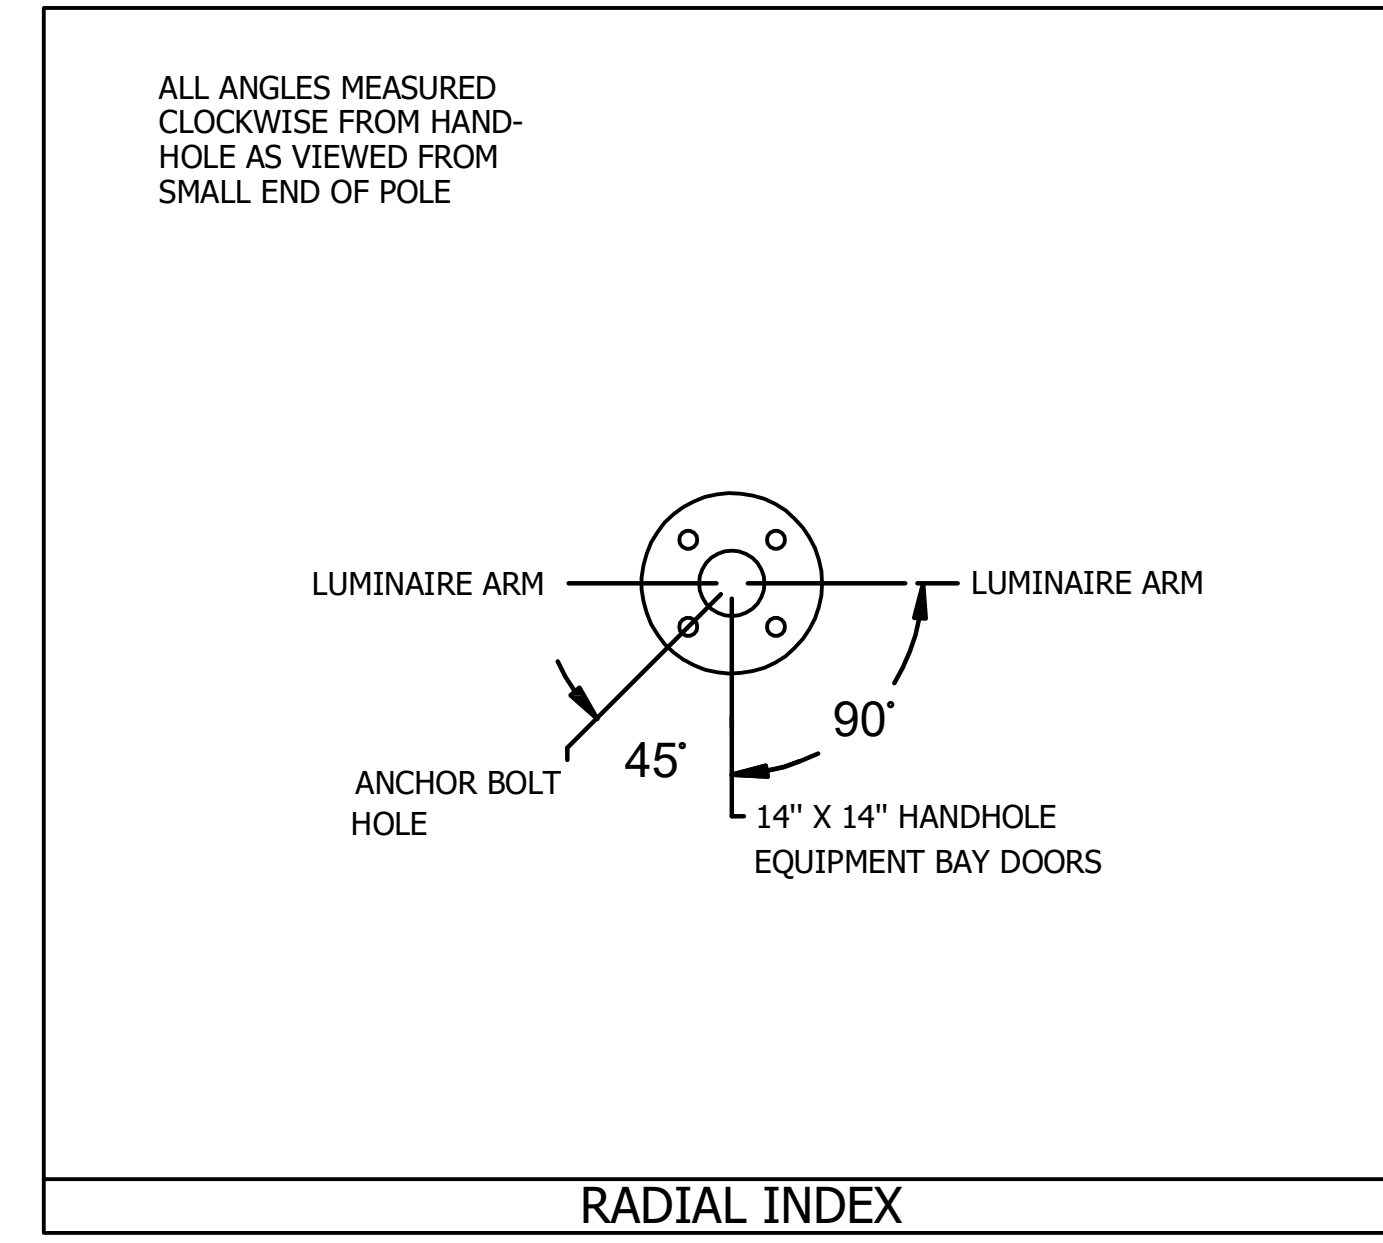 ALL ANGLES MEASURED
CLOCKWISE FROM HAND-
HOLE AS VIEWED FROM
SMALL END OF POLE
LUMINAIRE ARM
LUMINAIRE ARM
90°
45°
ANCHOR BOLT
HOLE
14" X 14" HANDHOLE
EQUIPMENT BAY DOORS
RADIAL INDEX